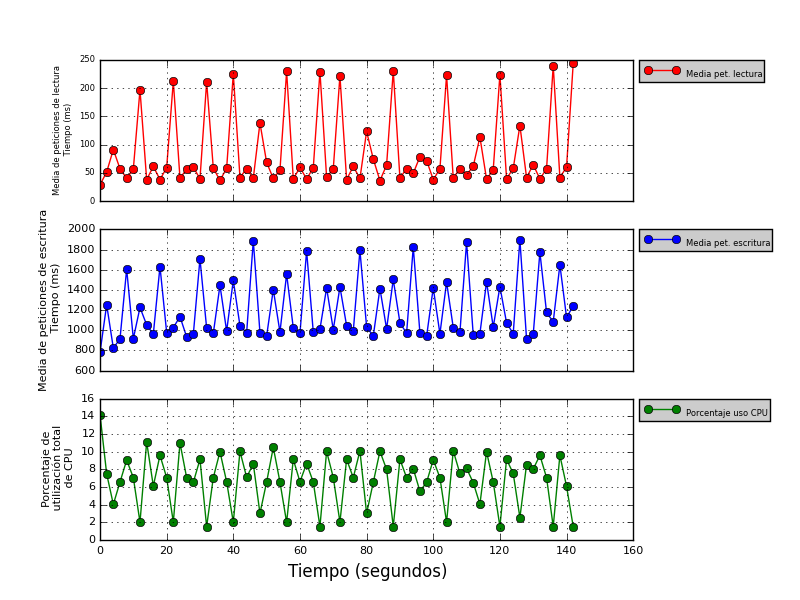 Media de peticiones de lectura
Tiempo (ms)
250
200
150
100
50
0
Media pet. lectura
Media de peticiones de escritura
Tiempo (ms)
2000
1800
1600
1400
1200
1000
800
600
Media pet. escritura
Porcentaje de
utilización total
de CPU
16
14
12
10
8
6
4
2
0
Porcentaje uso CPU
0 20 40 60 80 100 120 140 160
Tiempo (segundos)